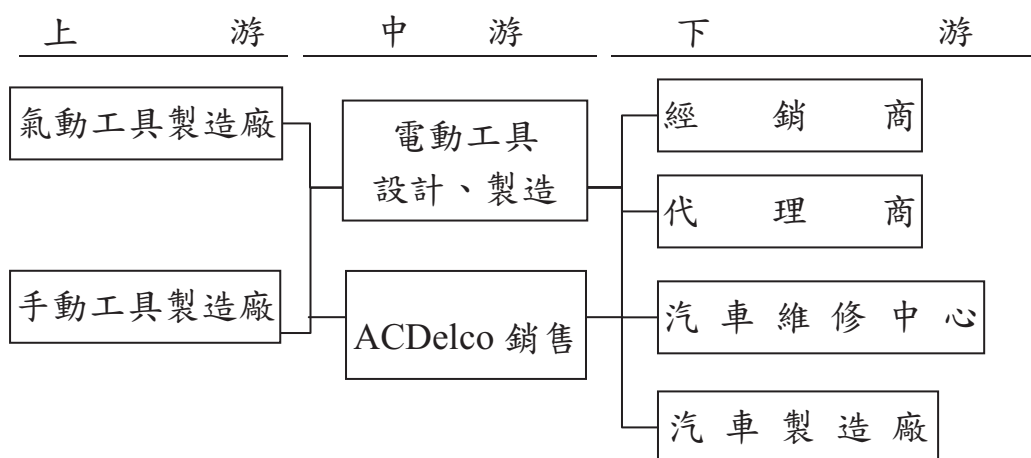 上游 中游 下游
氣動工具製造廠
手動工具製造廠
電動工具
設計、製造
ACDelco 銷售
經銷商
代理商
汽車維修中心
汽車製造廠